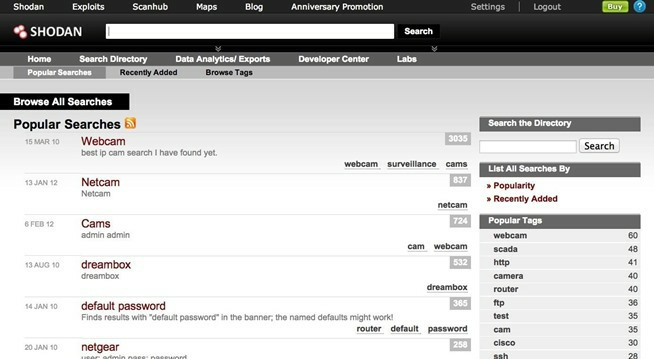 Shodan Exploits Scanhub Maps Blog Anniversary Promotion Settings Logout Buy ?
SHODAN Search
Home Search Directory Data Analytics/ Exports Developer Center Labs
Popular Searches Recently Added Browse Tags
Browse All Searches
Popular Searches
15 MAR 10 Webcam 3035
best ip cam search I have found yet.
webcam surveillance cams
13 JAN 12 Netcam 837
Netcam
netcam
6 FEB 12 Cams 724
admin admin
cam webcam
13 AUG 10 dreambox 532
dreambox
dreambox
14 JAN 10 default password 365
Finds results with "default password" in the banner; the named defaults might work!
router default password
20 JAN 10 netgear 258
user: admin pass: password
Search the Directory
Search
List All Searches By
» Popularity
» Recently Added
Popular Tags
webcam 60
scada 48
http 41
camera 40
router 40
ftp 36
test 35
cam 35
cisco 30
ssh 28